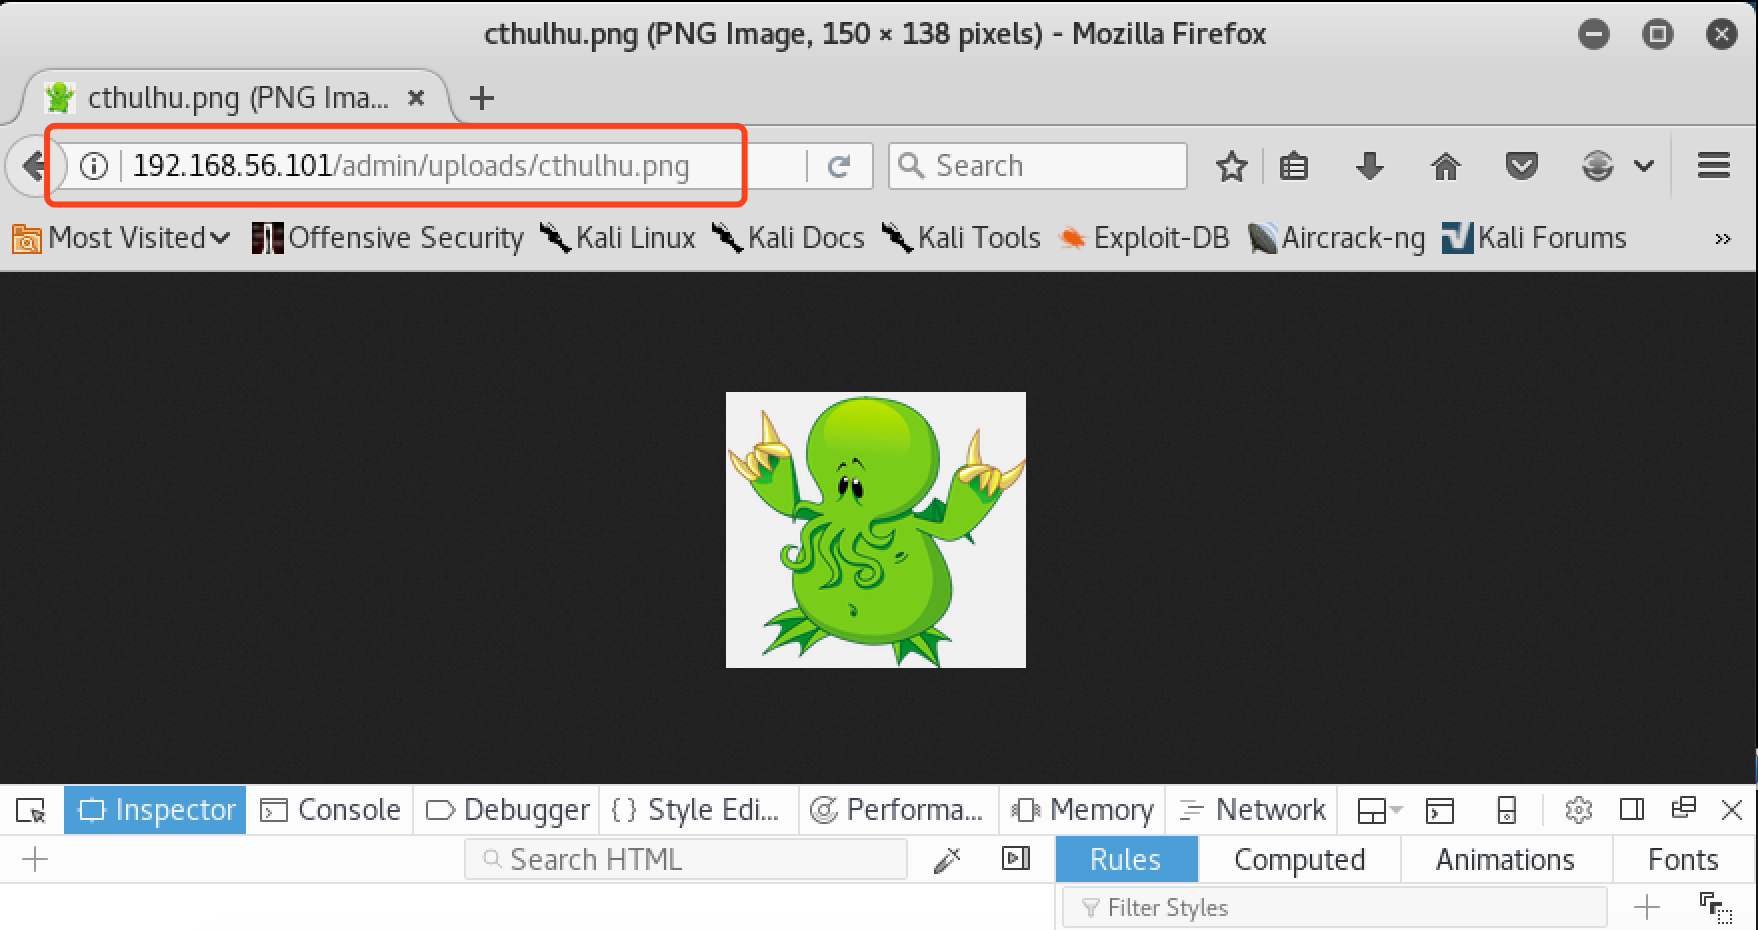 cthulhu.png (PNG Image, 150 × 138 pixels) - Mozilla Firefox
cthulhu.png (PNG Ima...
192.168.56.101/admin/uploads/cthulhu.png Search
Most Visited Offensive Security Kali Linux Kali Docs Kali Tools Exploit-DB Aircrack-ng Kali Forums »
Inspector Console Debugger { } Style Edi... Performa... Memory Network
Search HTML Rules Computed Animations Fonts
Filter Styles